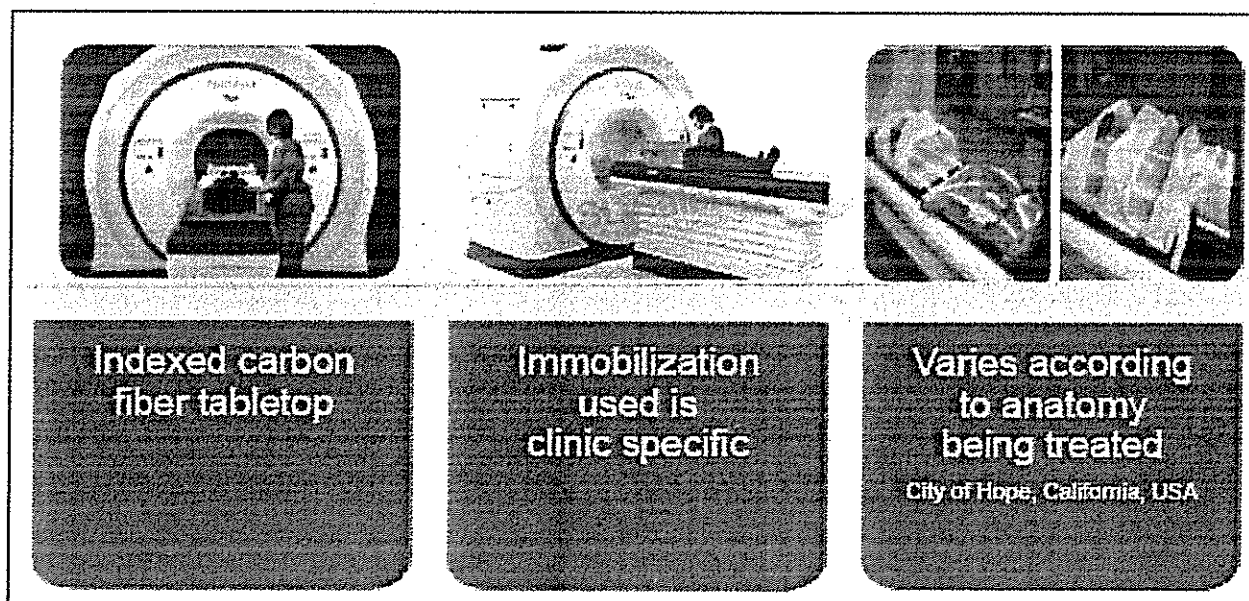 Indexed carbon
fiber tabletop
Immobilization
used is
clinic specific
Varies according
to anatomy
being treated
City of Hope, California, USA